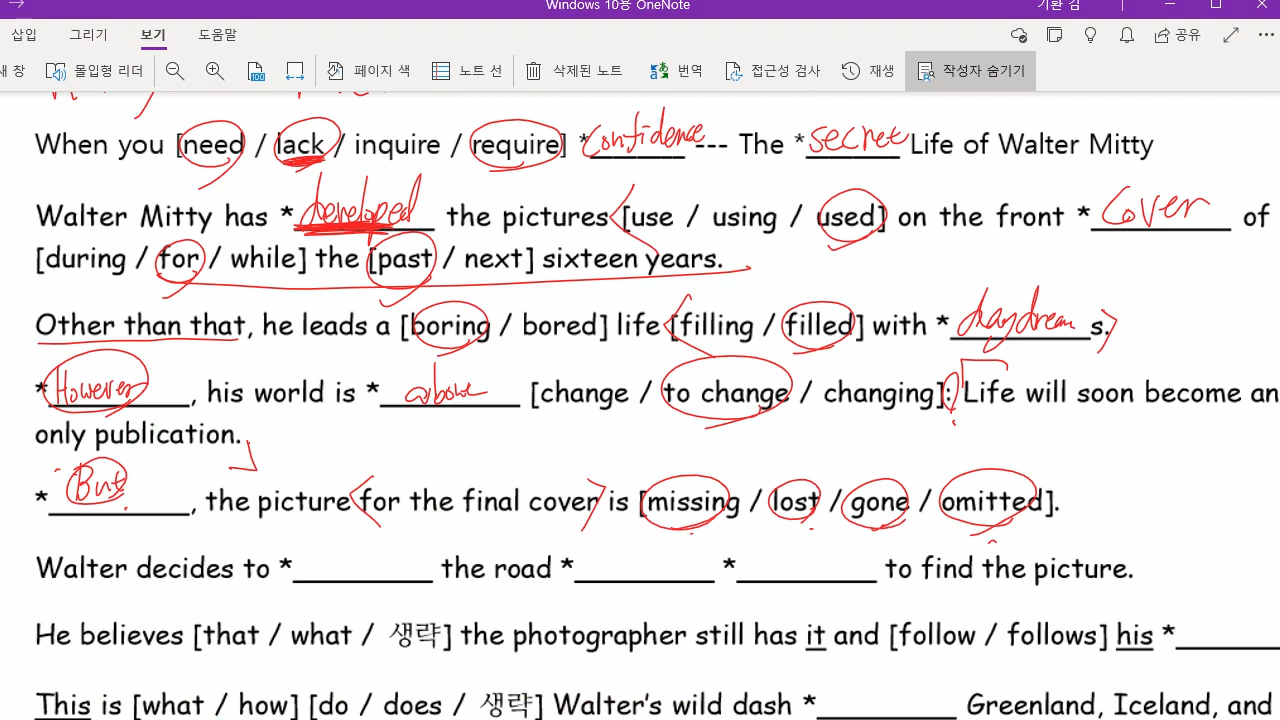 Windows 10용 OneNote
기환 김
삽입 그리기 보기 도움말 공유
새 창 몰입형 리더 페이지 색 노트 선 삭제된 노트 번역 접근성 검사 재생 작성자 숨기기
When you [need / lack / inquire / require] *confidence --- The *secret Life of Walter Mitty
Walter Mitty has *developed the pictures [use / using / used] on the front *cover of
[during / for / while] the [past / next] sixteen years.
Other than that, he leads a [boring / bored] life [filling / filled] with *daydreams.
*However, his world is *about [change / to change / changing]: Life will soon become an
only publication.
*But, the picture for the final cover is [missing / lost / gone / omitted].
Walter decides to *__________ the road *__________ *__________ to find the picture.
He believes [that / what / 생략] the photographer still has it and [follow / follows] his *________
This is [what / how] [do / does / 생략] Walter's wild dash *__________ Greenland, Iceland, and